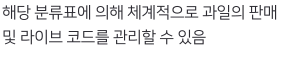 해당 분류표에 의해 체계적으로 과일의 판매
및 라이브 코드를 관리할 수 있음